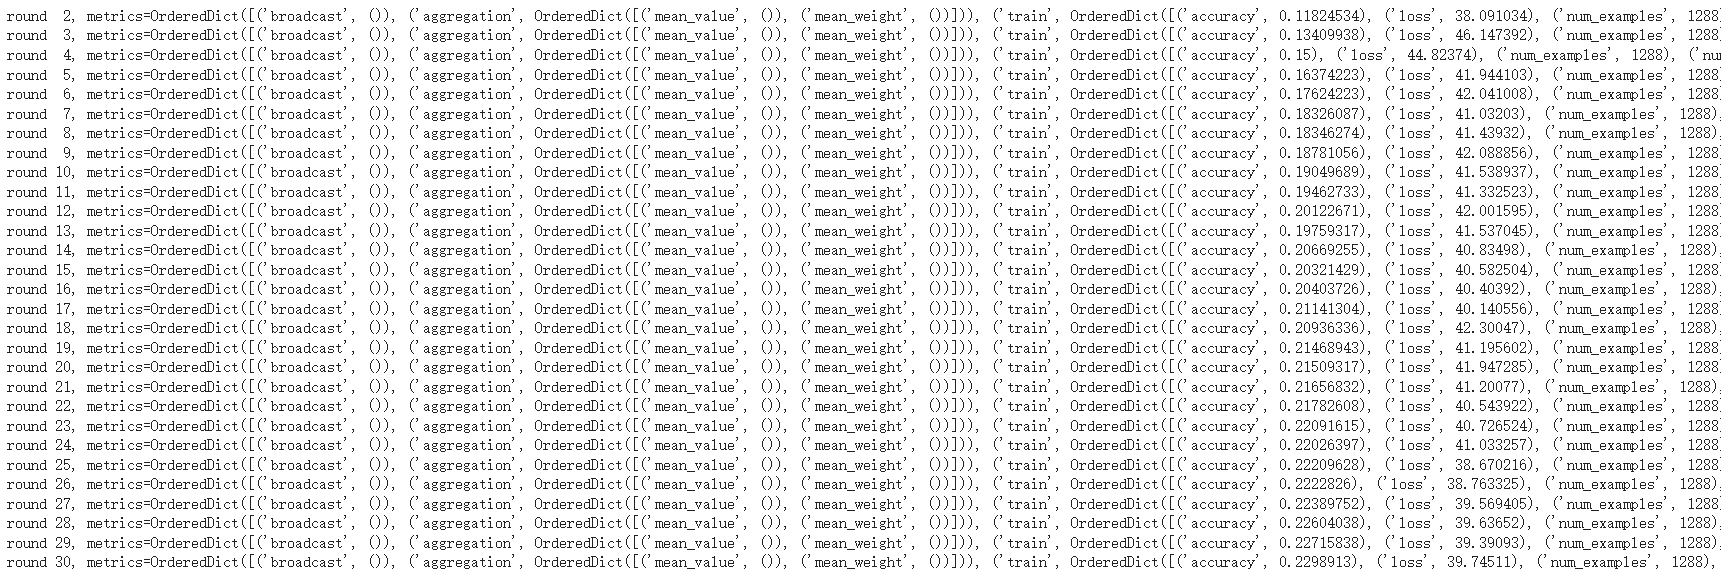 round  2, metrics=OrderedDict([('broadcast', ()), ('aggregation', OrderedDict([('mean_value', ()), ('mean_weight', ())])), ('train', OrderedDict([('accuracy', 0.11824534), ('loss', 38.091034), ('num_examples', 1288)
round  3, metrics=OrderedDict([('broadcast', ()), ('aggregation', OrderedDict([('mean_value', ()), ('mean_weight', ())])), ('train', OrderedDict([('accuracy', 0.13409938), ('loss', 46.147392), ('num_examples', 1288)
round  4, metrics=OrderedDict([('broadcast', ()), ('aggregation', OrderedDict([('mean_value', ()), ('mean_weight', ())])), ('train', OrderedDict([('accuracy', 0.15), ('loss', 44.82374), ('num_examples', 1288), ('nu
round  5, metrics=OrderedDict([('broadcast', ()), ('aggregation', OrderedDict([('mean_value', ()), ('mean_weight', ())])), ('train', OrderedDict([('accuracy', 0.16374223), ('loss', 41.944103), ('num_examples', 1288)
round  6, metrics=OrderedDict([('broadcast', ()), ('aggregation', OrderedDict([('mean_value', ()), ('mean_weight', ())])), ('train', OrderedDict([('accuracy', 0.17624223), ('loss', 42.041008), ('num_examples', 1288)
round  7, metrics=OrderedDict([('broadcast', ()), ('aggregation', OrderedDict([('mean_value', ()), ('mean_weight', ())])), ('train', OrderedDict([('accuracy', 0.18326087), ('loss', 41.03203), ('num_examples', 1288),
round  8, metrics=OrderedDict([('broadcast', ()), ('aggregation', OrderedDict([('mean_value', ()), ('mean_weight', ())])), ('train', OrderedDict([('accuracy', 0.18346274), ('loss', 41.43932), ('num_examples', 1288),
round  9, metrics=OrderedDict([('broadcast', ()), ('aggregation', OrderedDict([('mean_value', ()), ('mean_weight', ())])), ('train', OrderedDict([('accuracy', 0.18781056), ('loss', 42.088856), ('num_examples', 1288)
round 10, metrics=OrderedDict([('broadcast', ()), ('aggregation', OrderedDict([('mean_value', ()), ('mean_weight', ())])), ('train', OrderedDict([('accuracy', 0.19049689), ('loss', 41.538937), ('num_examples', 1288)
round 11, metrics=OrderedDict([('broadcast', ()), ('aggregation', OrderedDict([('mean_value', ()), ('mean_weight', ())])), ('train', OrderedDict([('accuracy', 0.19462733), ('loss', 41.332523), ('num_examples', 1288)
round 12, metrics=OrderedDict([('broadcast', ()), ('aggregation', OrderedDict([('mean_value', ()), ('mean_weight', ())])), ('train', OrderedDict([('accuracy', 0.20122671), ('loss', 42.001595), ('num_examples', 1288)
round 13, metrics=OrderedDict([('broadcast', ()), ('aggregation', OrderedDict([('mean_value', ()), ('mean_weight', ())])), ('train', OrderedDict([('accuracy', 0.19759317), ('loss', 41.537045), ('num_examples', 1288)
round 14, metrics=OrderedDict([('broadcast', ()), ('aggregation', OrderedDict([('mean_value', ()), ('mean_weight', ())])), ('train', OrderedDict([('accuracy', 0.20669255), ('loss', 40.83498), ('num_examples', 1288),
round 15, metrics=OrderedDict([('broadcast', ()), ('aggregation', OrderedDict([('mean_value', ()), ('mean_weight', ())])), ('train', OrderedDict([('accuracy', 0.20321429), ('loss', 40.582504), ('num_examples', 1288)
round 16, metrics=OrderedDict([('broadcast', ()), ('aggregation', OrderedDict([('mean_value', ()), ('mean_weight', ())])), ('train', OrderedDict([('accuracy', 0.20403726), ('loss', 40.40392), ('num_examples', 1288),
round 17, metrics=OrderedDict([('broadcast', ()), ('aggregation', OrderedDict([('mean_value', ()), ('mean_weight', ())])), ('train', OrderedDict([('accuracy', 0.21141304), ('loss', 40.140556), ('num_examples', 1288)
round 18, metrics=OrderedDict([('broadcast', ()), ('aggregation', OrderedDict([('mean_value', ()), ('mean_weight', ())])), ('train', OrderedDict([('accuracy', 0.20936336), ('loss', 42.30047), ('num_examples', 1288),
round 19, metrics=OrderedDict([('broadcast', ()), ('aggregation', OrderedDict([('mean_value', ()), ('mean_weight', ())])), ('train', OrderedDict([('accuracy', 0.21468943), ('loss', 41.195602), ('num_examples', 1288)
round 20, metrics=OrderedDict([('broadcast', ()), ('aggregation', OrderedDict([('mean_value', ()), ('mean_weight', ())])), ('train', OrderedDict([('accuracy', 0.21509317), ('loss', 41.947285), ('num_examples', 1288)
round 21, metrics=OrderedDict([('broadcast', ()), ('aggregation', OrderedDict([('mean_value', ()), ('mean_weight', ())])), ('train', OrderedDict([('accuracy', 0.21656832), ('loss', 41.20077), ('num_examples', 1288),
round 22, metrics=OrderedDict([('broadcast', ()), ('aggregation', OrderedDict([('mean_value', ()), ('mean_weight', ())])), ('train', OrderedDict([('accuracy', 0.21782608), ('loss', 40.543922), ('num_examples', 1288)
round 23, metrics=OrderedDict([('broadcast', ()), ('aggregation', OrderedDict([('mean_value', ()), ('mean_weight', ())])), ('train', OrderedDict([('accuracy', 0.22091615), ('loss', 40.726524), ('num_examples', 1288)
round 24, metrics=OrderedDict([('broadcast', ()), ('aggregation', OrderedDict([('mean_value', ()), ('mean_weight', ())])), ('train', OrderedDict([('accuracy', 0.22026397), ('loss', 41.033257), ('num_examples', 1288)
round 25, metrics=OrderedDict([('broadcast', ()), ('aggregation', OrderedDict([('mean_value', ()), ('mean_weight', ())])), ('train', OrderedDict([('accuracy', 0.22209628), ('loss', 38.670216), ('num_examples', 1288)
round 26, metrics=OrderedDict([('broadcast', ()), ('aggregation', OrderedDict([('mean_value', ()), ('mean_weight', ())])), ('train', OrderedDict([('accuracy', 0.2222826), ('loss', 38.763325), ('num_examples', 1288),
round 27, metrics=OrderedDict([('broadcast', ()), ('aggregation', OrderedDict([('mean_value', ()), ('mean_weight', ())])), ('train', OrderedDict([('accuracy', 0.22389752), ('loss', 39.569405), ('num_examples', 1288)
round 28, metrics=OrderedDict([('broadcast', ()), ('aggregation', OrderedDict([('mean_value', ()), ('mean_weight', ())])), ('train', OrderedDict([('accuracy', 0.22604038), ('loss', 39.63652), ('num_examples', 1288),
round 29, metrics=OrderedDict([('broadcast', ()), ('aggregation', OrderedDict([('mean_value', ()), ('mean_weight', ())])), ('train', OrderedDict([('accuracy', 0.22715838), ('loss', 39.39093), ('num_examples', 1288),
round 30, metrics=OrderedDict([('broadcast', ()), ('aggregation', OrderedDict([('mean_value', ()), ('mean_weight', ())])), ('train', OrderedDict([('accuracy', 0.2298913), ('loss', 39.74511), ('num_examples', 1288),